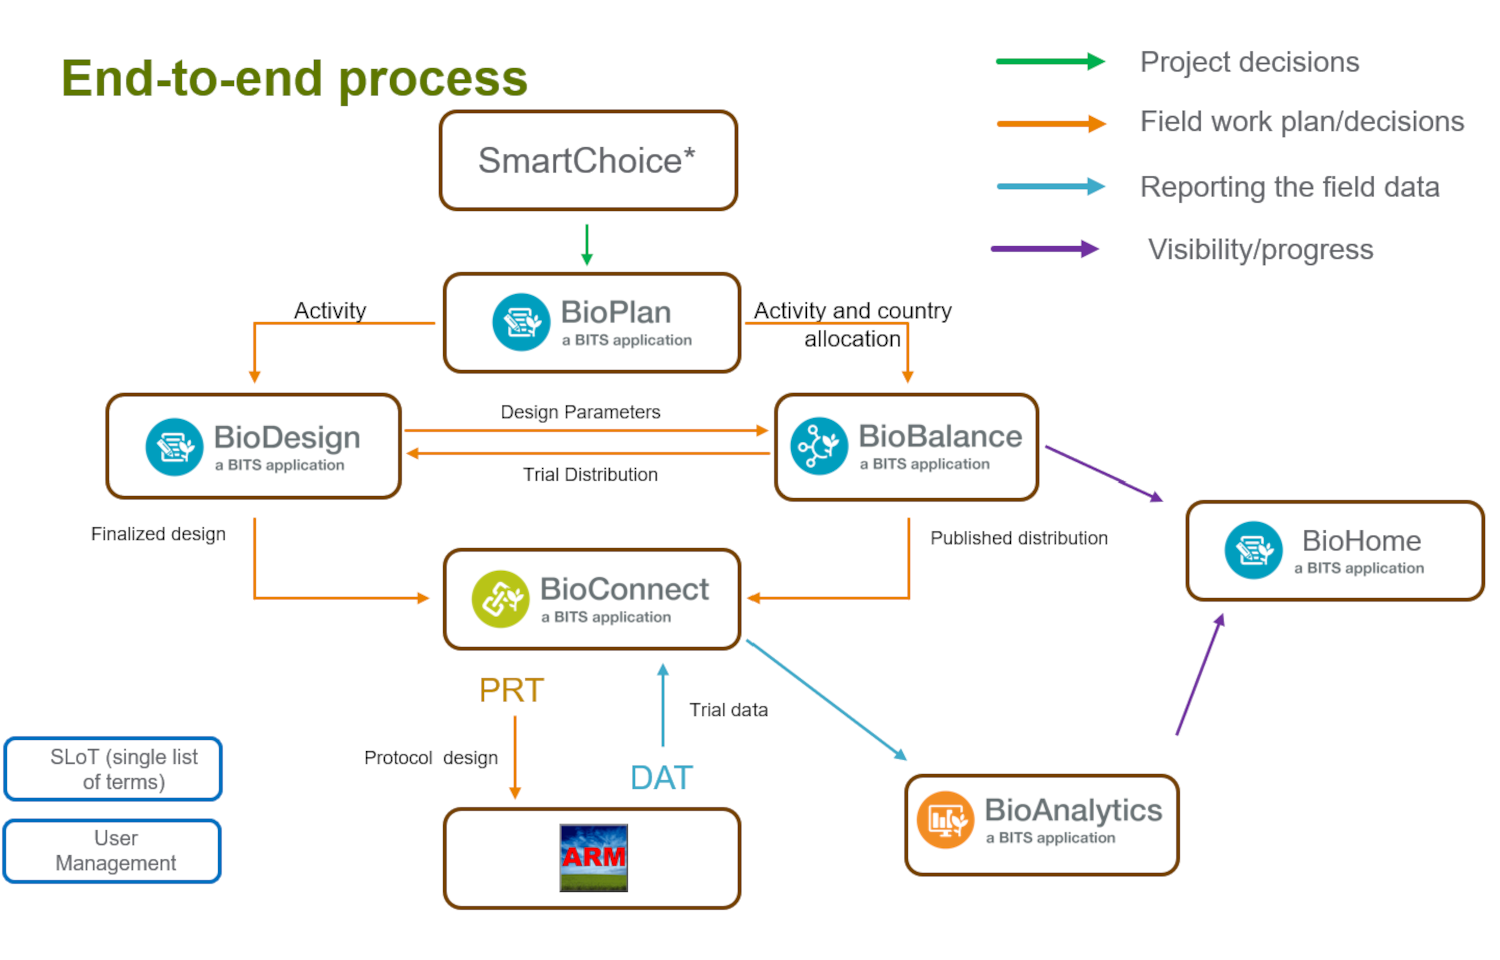 End-to-end process
Project decisions
Field work plan/decisions
Reporting the field data
Visibility/progress
SmartChoice*
BioPlan
a BITS application
Activity
Activity and country
allocation
BioDesign
a BITS application
Design Parameters
Trial Distribution
BioBalance
a BITS application
Finalized design
Published distribution
BioHome
a BITS application
BioConnect
a BITS application
PRT
Trial data
Protocol  design
DAT
SLoT (single list
of terms)
User
Management
ARM
BioAnalytics
a BITS application